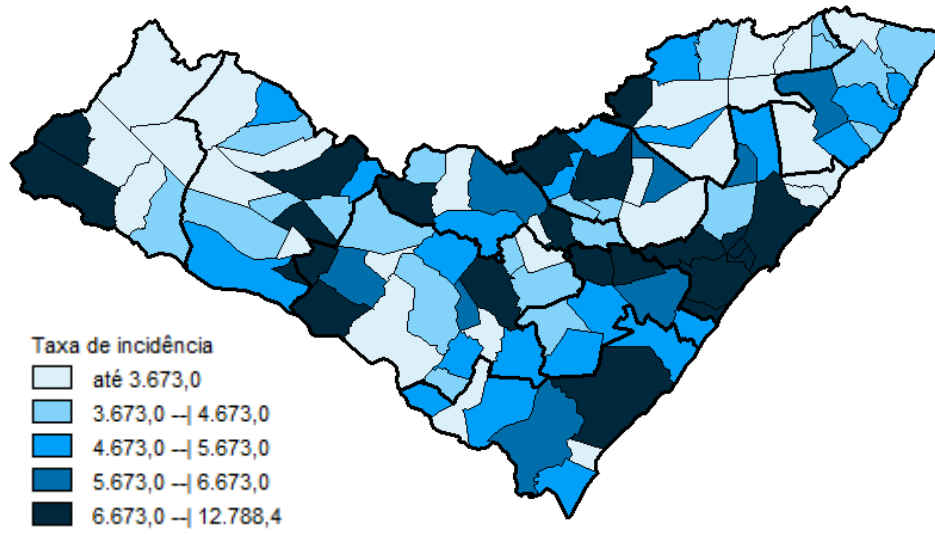 Taxa de incidência
até 3.673,0
3.673,0 --| 4.673,0
4.673,0 --| 5.673,0
5.673,0 --| 6.673,0
6.673,0 --| 12.788,4